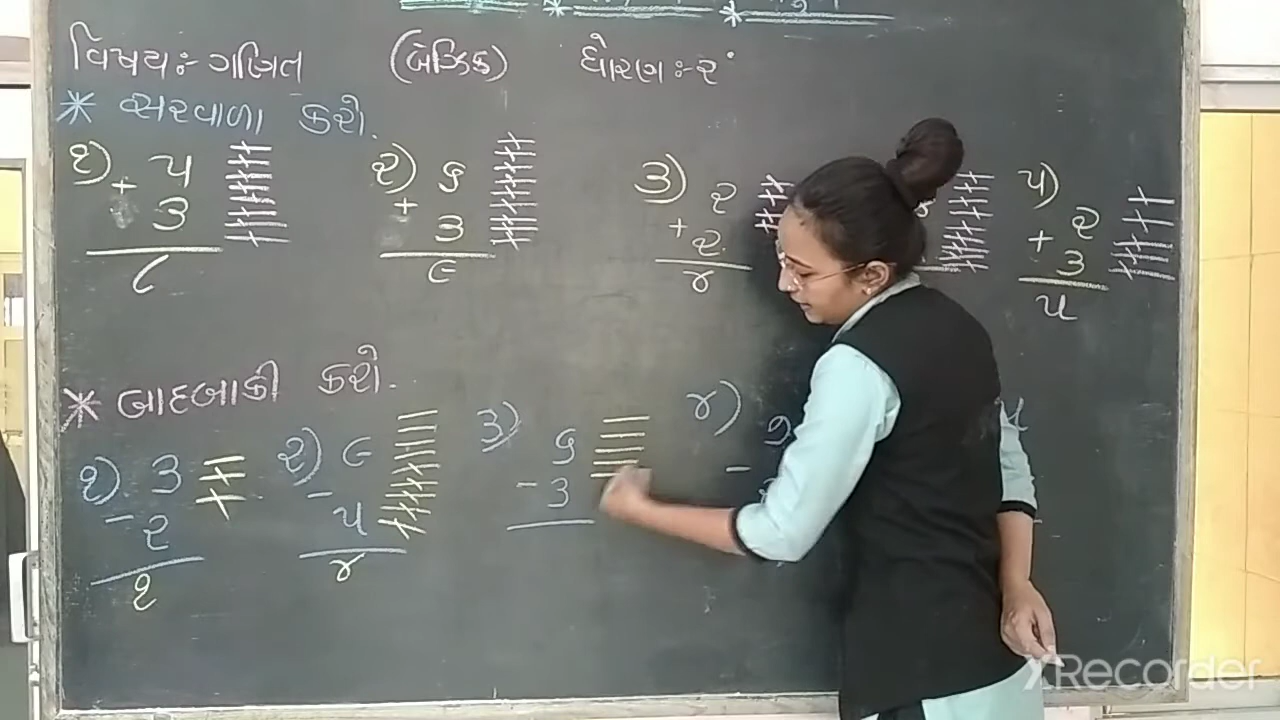 વિષય:- ગણિત (બેઝિક) ધોરણ:- ૨
* સરવાળા કરો.
૧) ૫ + ૩ ૮
૨) ૬ + ૩ ૯
૩) ૨ + ૨ ૪
૫) ૨ + ૩ ૫
* બાદબાકી કરો.
૧) ૩ - ૨ ૧
૨) ૯ - ૫ ૪
૩) ૬ - ૩
૪) -
XRecorder